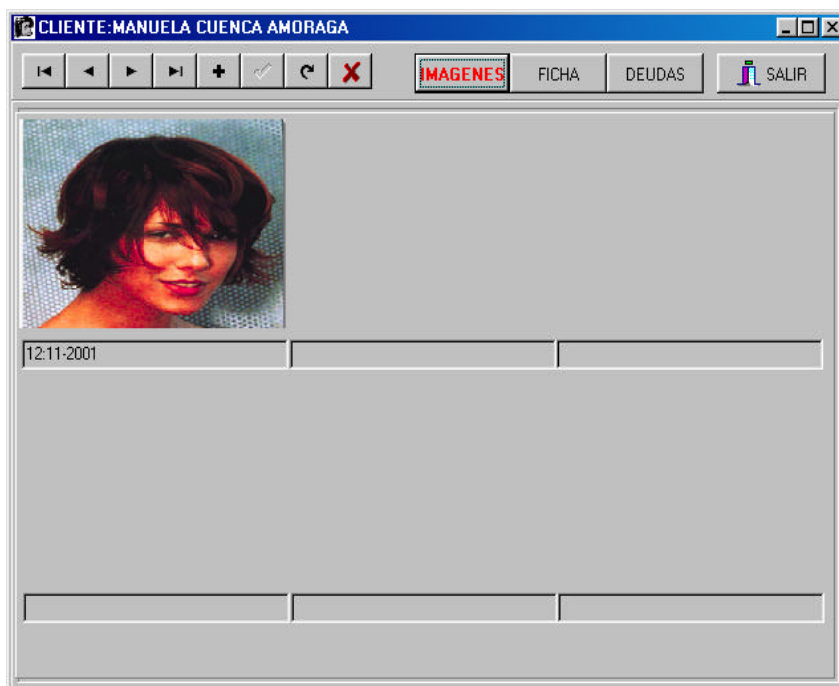 CLIENTE:MANUELA CUENCA AMORAGA
IMAGENES FICHA DEUDAS SALIR
12:11-2001